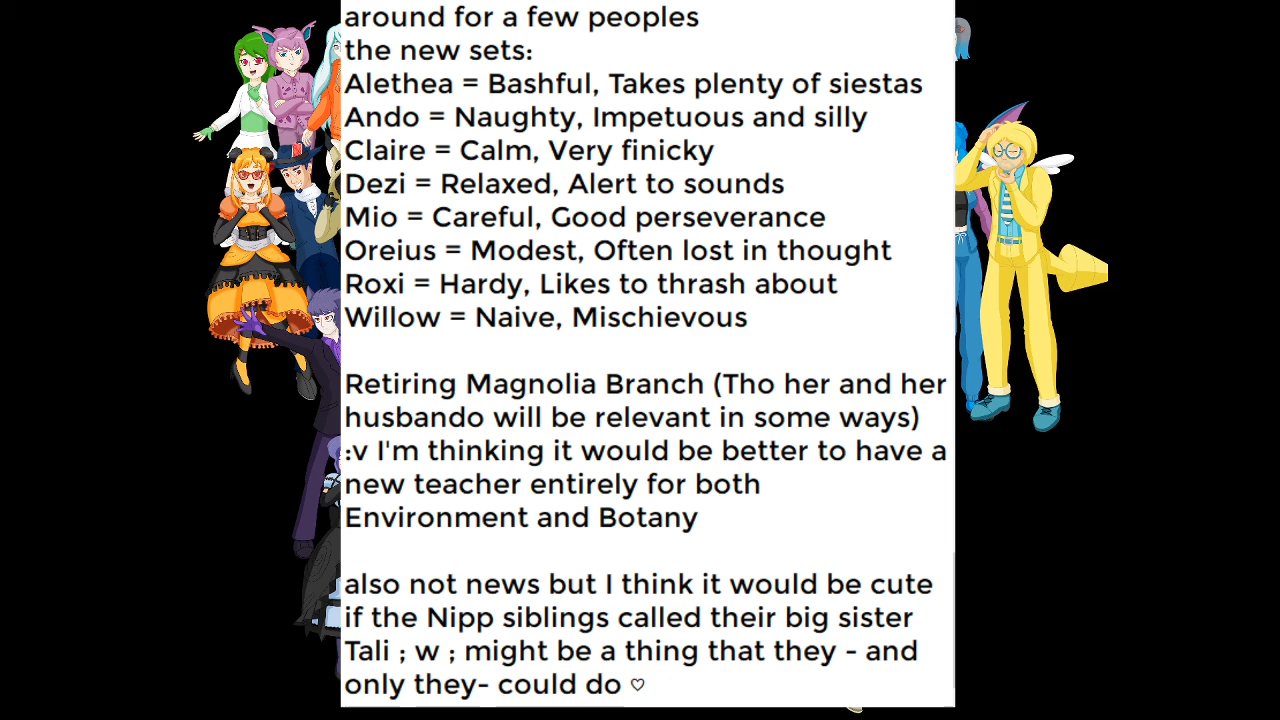 around for a few peoples
the new sets:
Alethea = Bashful, Takes plenty of siestas
Ando = Naughty, Impetuous and silly
Claire = Calm, Very finicky
Dezi = Relaxed, Alert to sounds
Mio = Careful, Good perseverance
Oreius = Modest, Often lost in thought
Roxi = Hardy, Likes to thrash about
Willow = Naive, Mischievous
Retiring Magnolia Branch (Tho her and her
husbando will be relevant in some ways)
:v I'm thinking it would be better to have a
new teacher entirely for both
Environment and Botany
also not news but I think it would be cute
if the Nipp siblings called their big sister
Tali ; w ; might be a thing that they - and
only they- could do ♡